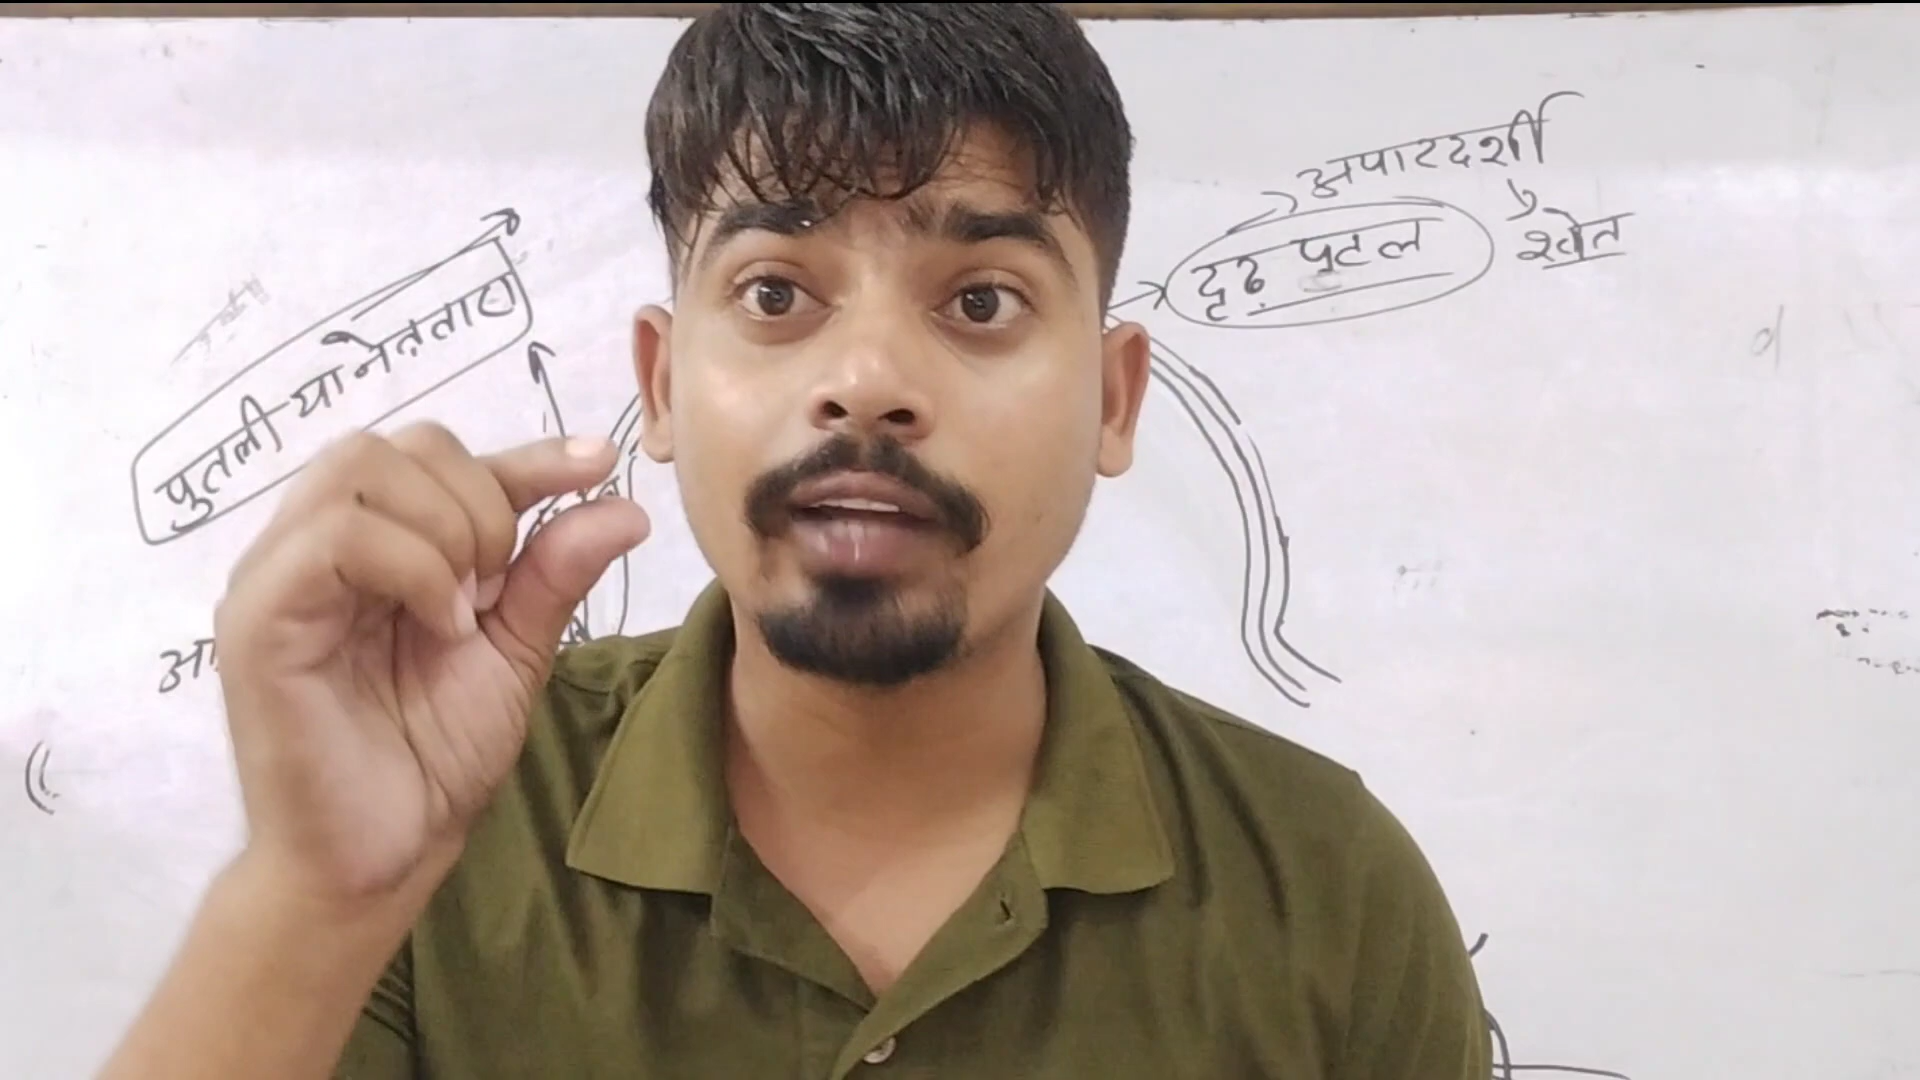 अपारदर्शी
श्वेत
दृढ़ पटल
पुतली या नेत्रतारा